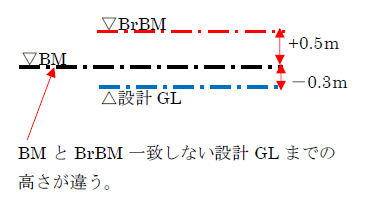 ▽BrBM
+0.5m
▽BM
－0.3m
△設計 GL
BM と BrBM 一致しない設計 GL までの
高さが違う。